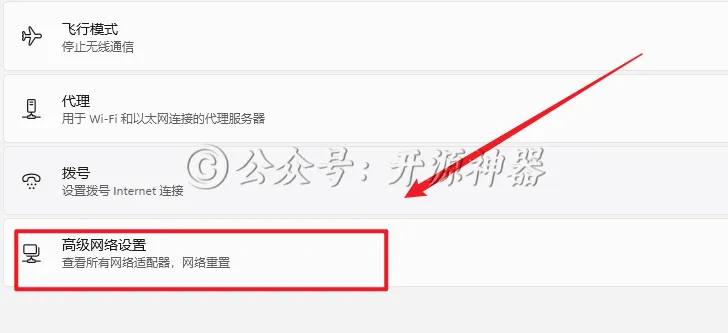 飞行模式
停止无线通信
代理
用于 Wi-Fi 和以太网连接的代理服务器
©公众号：开源神器
拨号
设置拨号 Internet 连接
高级网络设置
查看所有网络适配器，网络重置